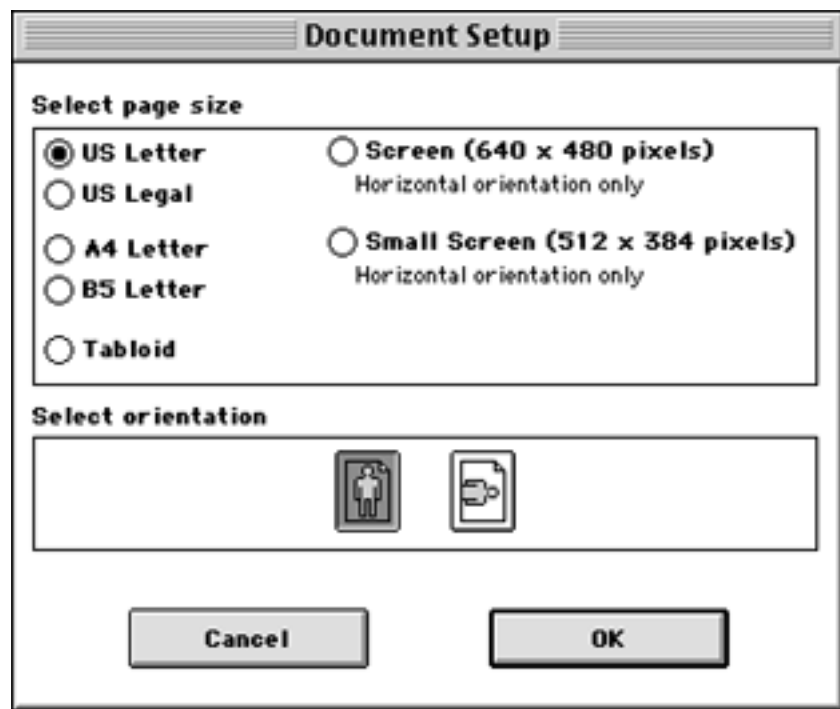 Document Setup
Select page size
US Letter
US Legal
A4 Letter
B5 Letter
Tabloid
Screen (640 x 480 pixels)
Horizontal orientation only
Small Screen (512 x 384 pixels)
Horizontal orientation only
Select orientation
Cancel
OK